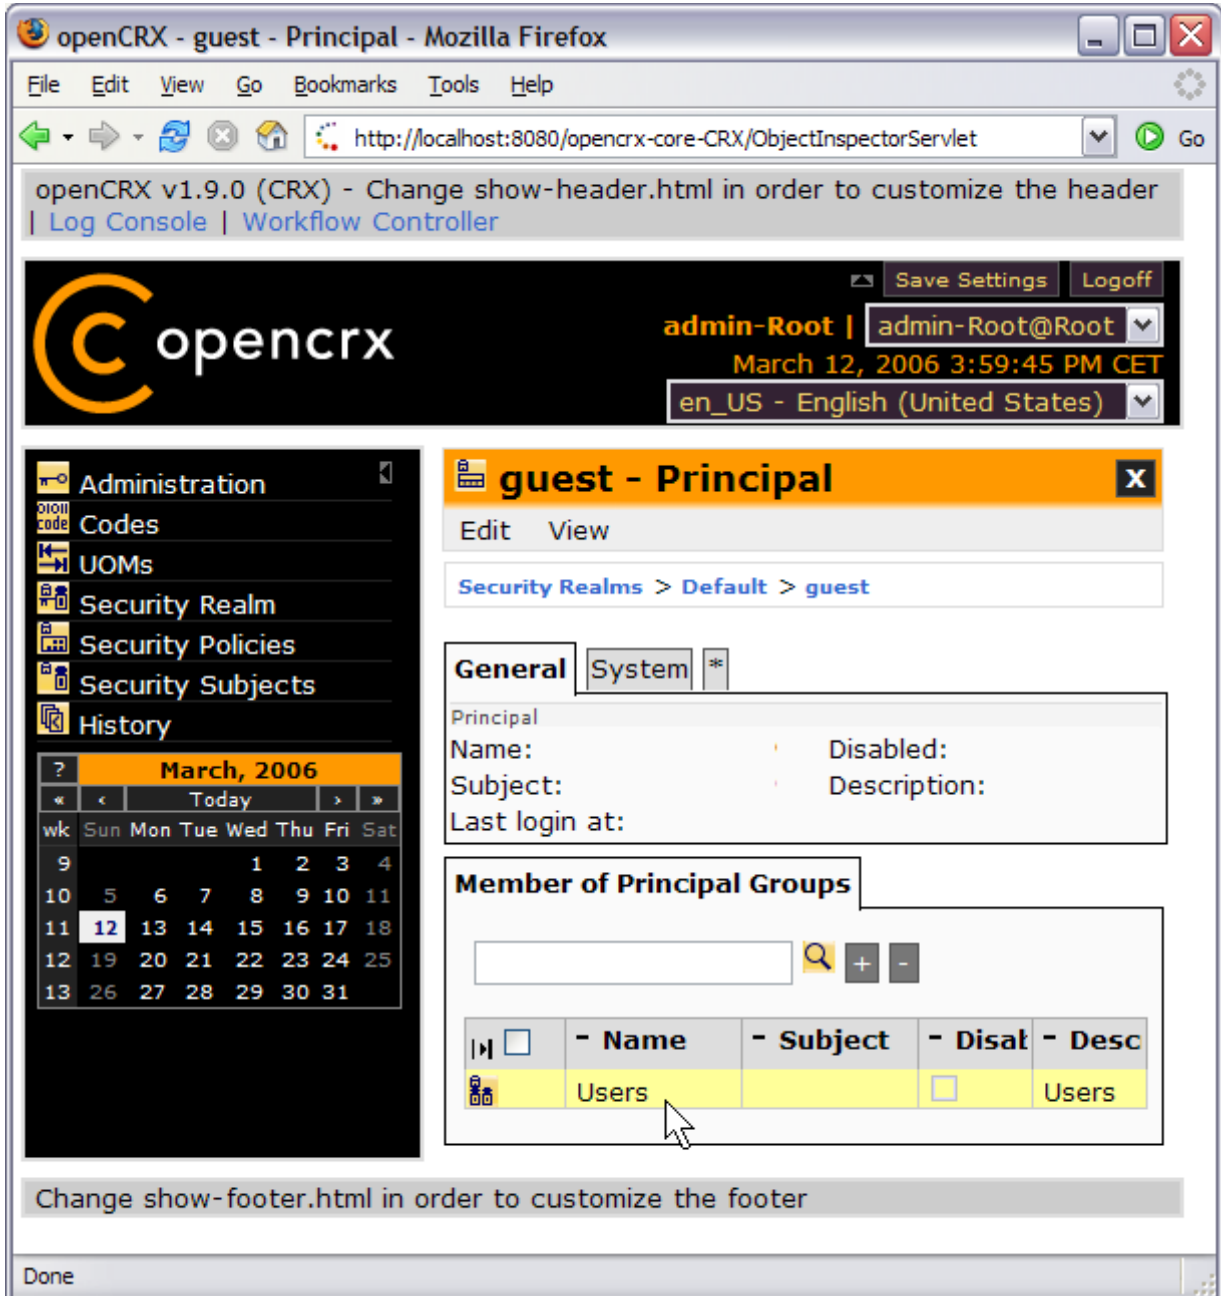 openCRX - guest - Principal - Mozilla Firefox
File Edit View Go Bookmarks Tools Help
http://localhost:8080/opencrx-core-CRX/ObjectInspectorServlet Go
openCRX v1.9.0 (CRX) - Change show-header.html in order to customize the header
| Log Console | Workflow Controller
Save Settings Logoff
opencrx
admin-Root | admin-Root@Root
March 12, 2006 3:59:45 PM CET
en_US - English (United States)
Administration
Codes
UOMs
Security Realm
Security Policies
Security Subjects
History
? March, 2006
« ‹ Today › »
wk Sun Mon Tue Wed Thu Fri Sat
9 1 2 3 4
10 5 6 7 8 9 10 11
11 12 13 14 15 16 17 18
12 19 20 21 22 23 24 25
13 26 27 28 29 30 31
guest - Principal X
Edit View
Security Realms > Default > guest
General System *
Principal
Name: Disabled:
Subject: Description:
Last login at:
Member of Principal Groups
+ -
- Name - Subject - Disab - Desc
Users Users
Change show-footer.html in order to customize the footer
Done